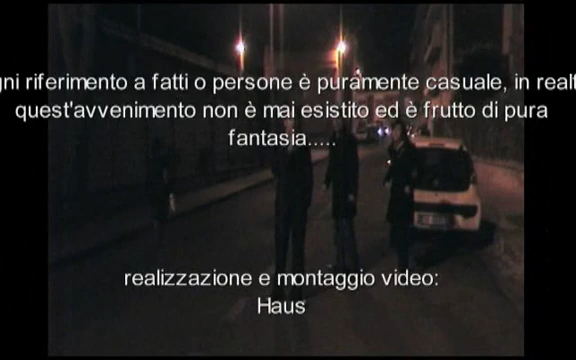 gni riferimento a fatti o persone è puramente casuale, in realt
quest'avvenimento non è mai esistito ed è frutto di pura
fantasia.....
realizzazione e montaggio video:
Haus